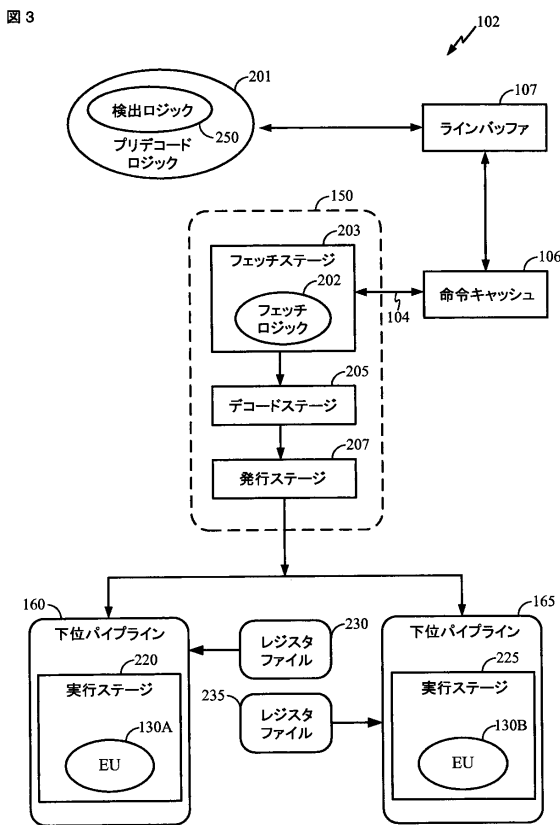 図3
102
201
検出ロジック
250
プリデコード
ロジック
107
ラインバッファ
150
203
フェッチステージ
202
フェッチ
ロジック
104
106
命令キャッシュ
205
デコードステージ
207
発行ステージ
160
下位パイプライン
220
実行ステージ
130A
EU
230
レジスタ
ファイル
235
レジスタ
ファイル
165
下位パイプライン
225
実行ステージ
130B
EU